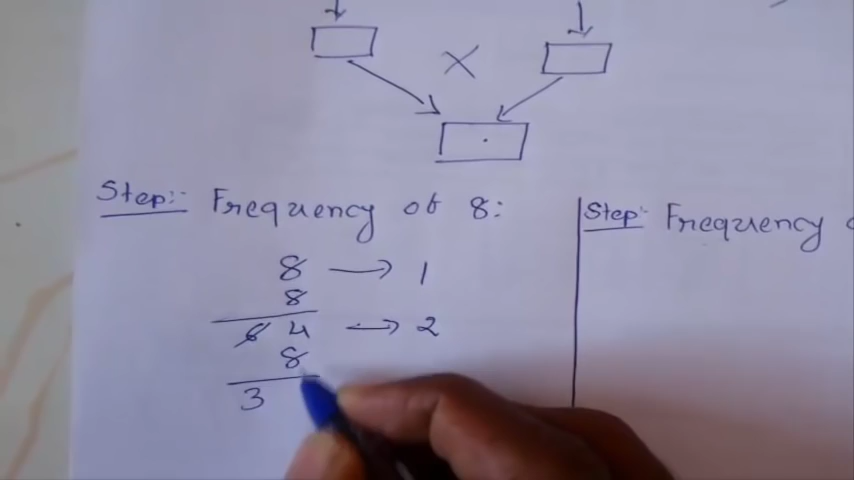 Step:- Frequency of 8:
8 → 1
8
6 4 → 2
8
3
Step:- Frequency